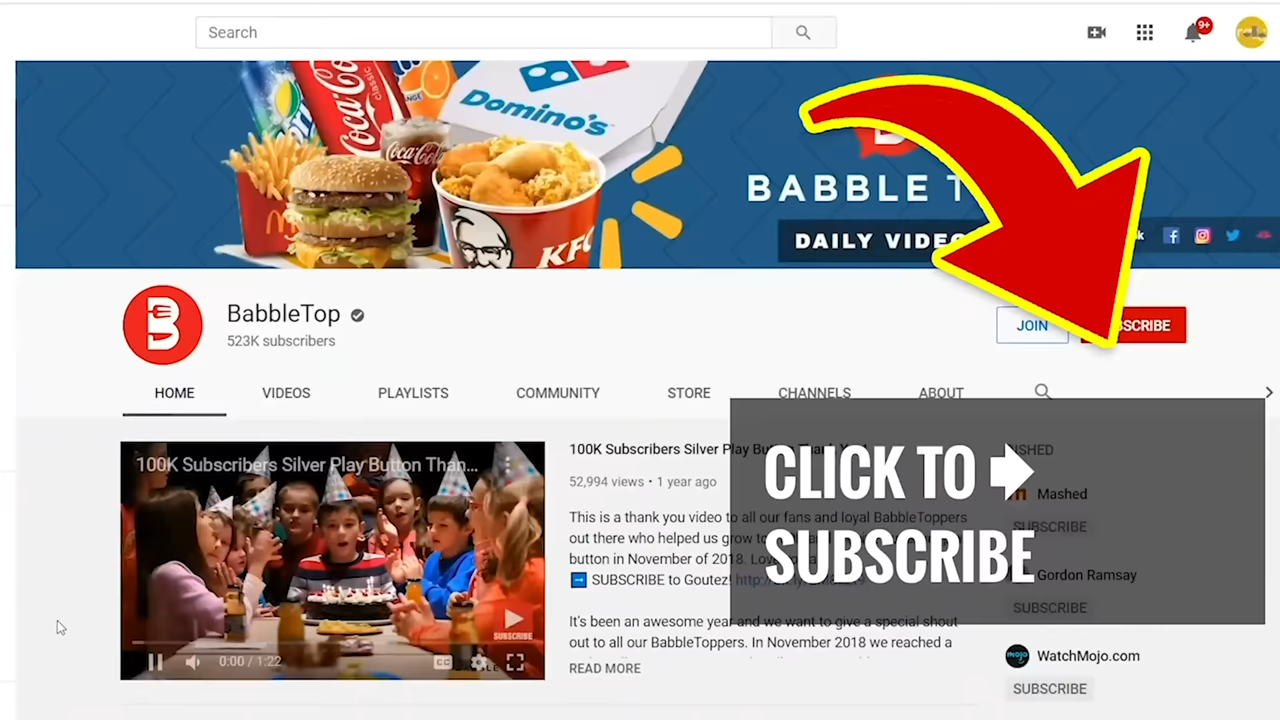 Search
9+
Coca-Cola
classic
ORANGE
Domino's
Coca-Cola
KFC
BABBLE T
DAILY VIDEO
BabbleTop
523K subscribers
JOIN
SCRIBE
HOME VIDEOS PLAYLISTS COMMUNITY STORE CHANNELS ABOUT
100K Subscribers Silver Play Button Than...
SUBSCRIBE
0:00 / 1:22
CC
100K Subscribers Silver Play Button
52,994 views • 1 year ago
This is a thank you video to all our fans and loyal BabbleToppers
out there who helped us grow
button in November of 2018.
SUBSCRIBE to Goutez!
It's been an awesome year and we want to give a special shout
out to all our BabbleToppers. In November 2018 we reached a
READ MORE
CLICK TO
SUBSCRIBE
Mashed
SUBSCRIBE
Gordon Ramsay
SUBSCRIBE
mojo
WatchMojo.com
SUBSCRIBE